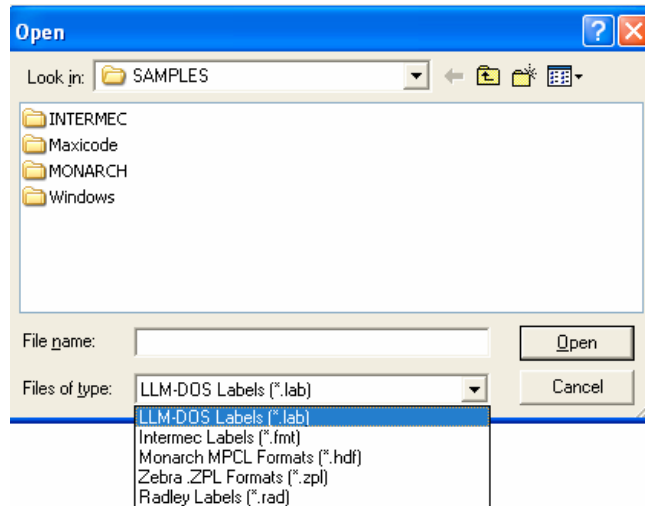 Open
Look in: SAMPLES
INTERMEC
Maxicode
MONARCH
Windows
File name: Open
Files of type: LLM-DOS Labels (*.lab) Cancel
LLM-DOS Labels (*.lab)
Intermec Labels (*.fmt)
Monarch MPCL Formats (*.hdf)
Zebra .ZPL Formats (*.zpl)
Radley Labels (*.rad)